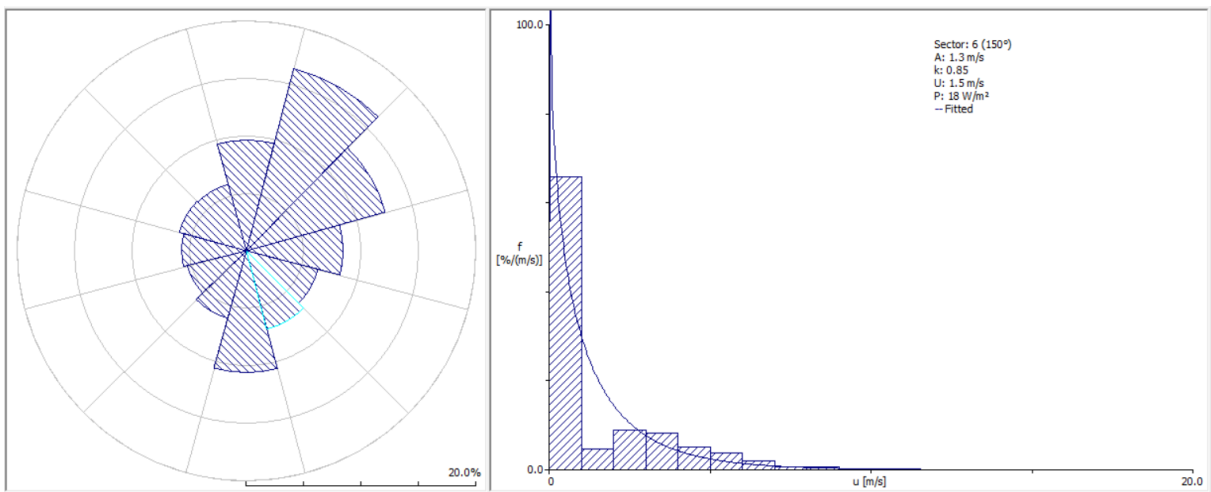 20.0%
100.0
Sector: 6 (150°)
A: 1.3 m/s
k: 0.85
U: 1.5 m/s
P: 18 W/m²
-- Fitted
f
[%/(m/s)]
0.0
0
u [m/s]
20.0